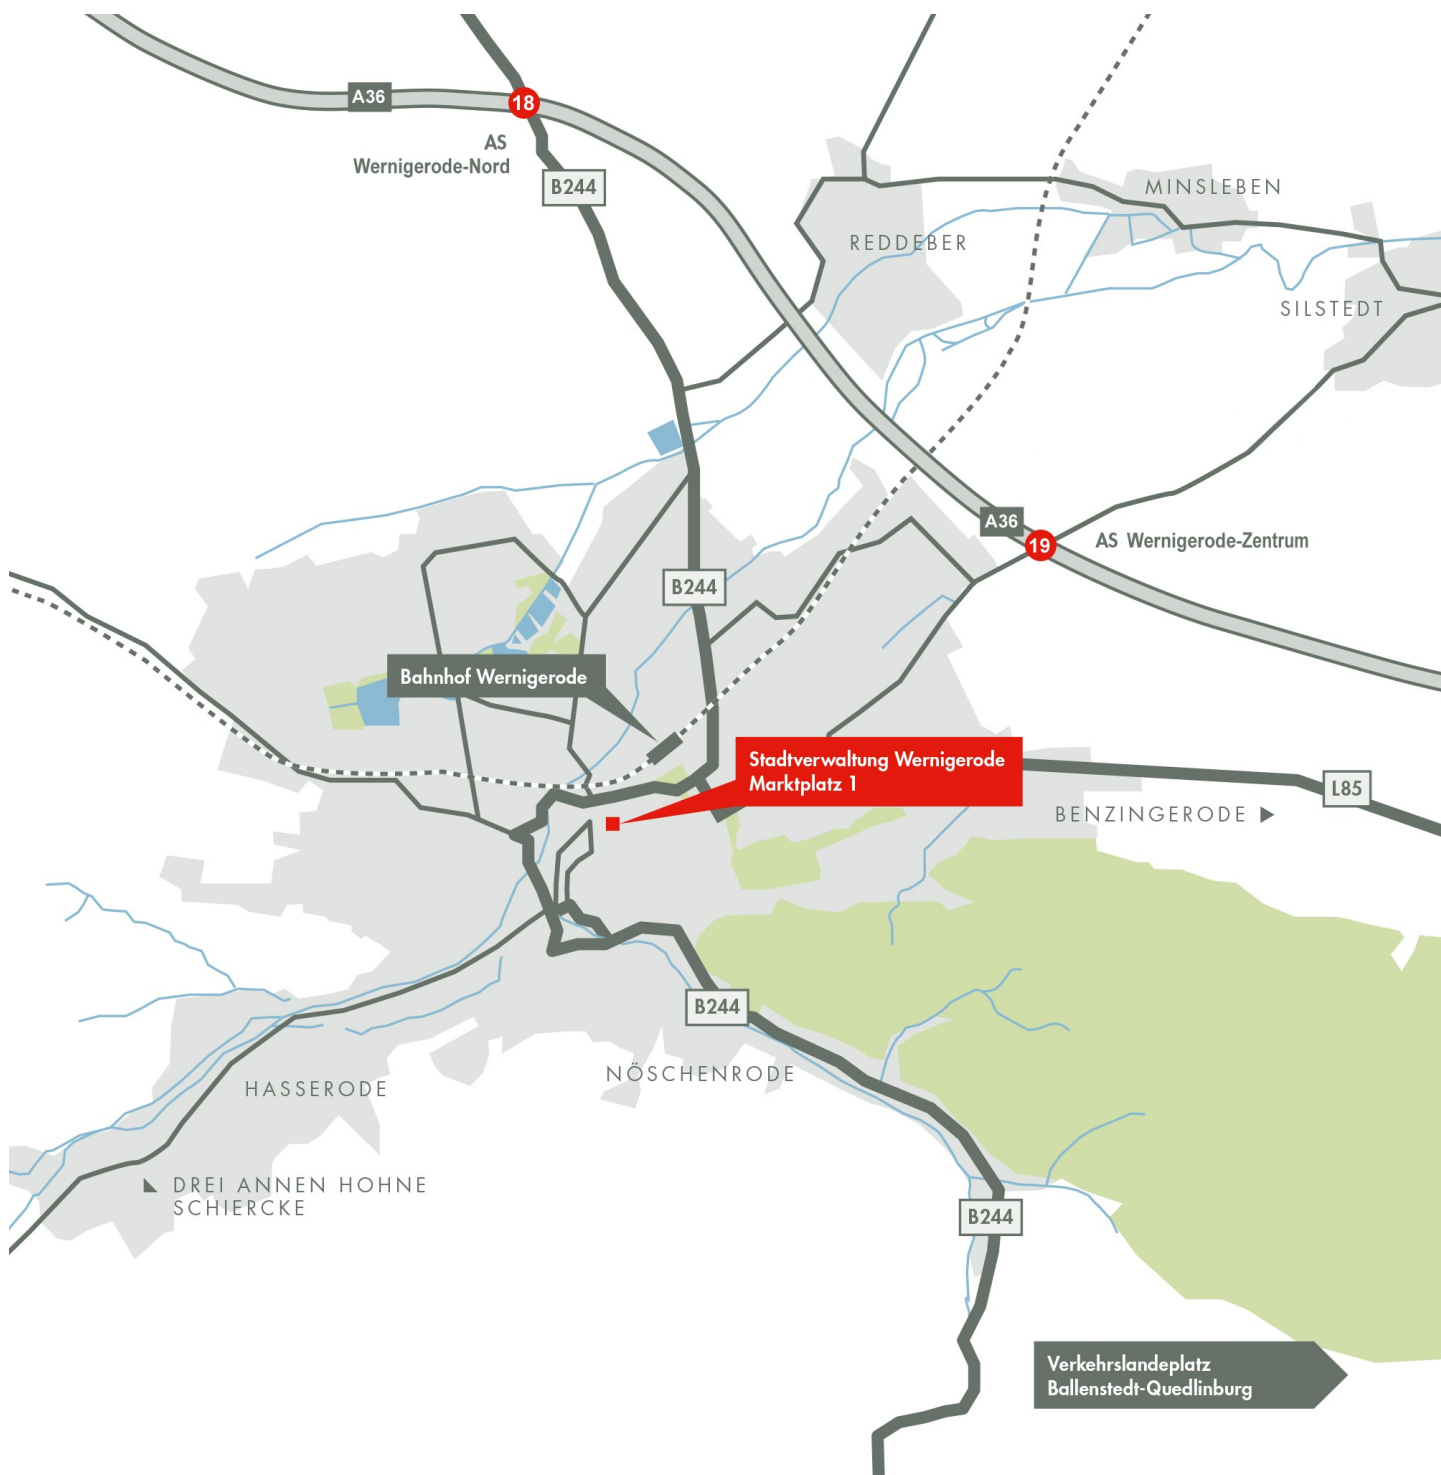 A36
18
AS
Wernigerode-Nord
B244
MINSLEBEN
REDDEBER
SILSTEDT
A36
19
AS Wernigerode-Zentrum
B244
Bahnhof Wernigerode
Stadtverwaltung Wernigerode
Marktplatz 1
L85
BENZINGERODE
B244
NÖSCHENRODE
HASSERODE
DREI ANNEN HOHNE
SCHIERCKE
B244
Verkehrslandeplatz
Ballenstedt-Quedlinburg